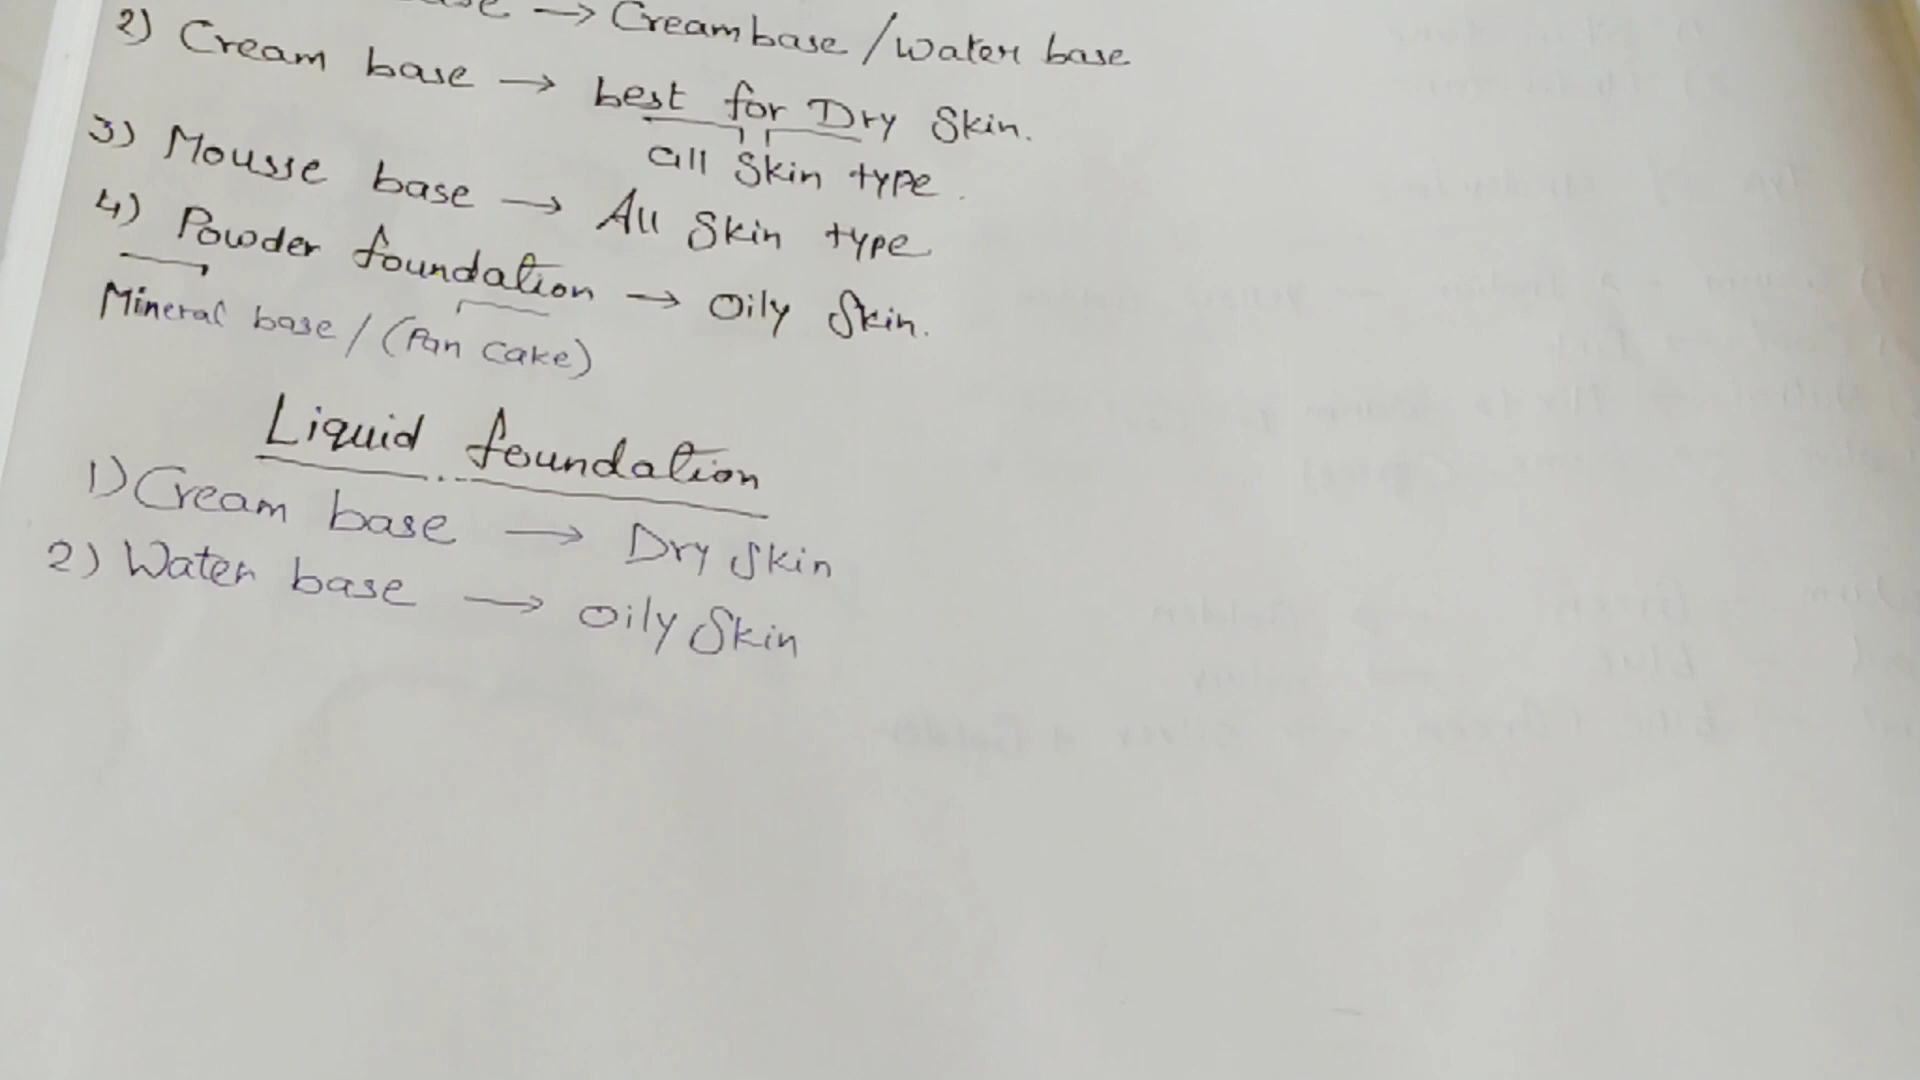 → Cream base / water base
2) Cream base → best for Dry Skin.
all Skin type.
3) Mousse base → All Skin type
4) Powder foundation → Oily Skin.
Mineral base / (Pan Cake)
Liquid foundation
1) Cream base → Dry Skin
2) Water base → Oily Skin